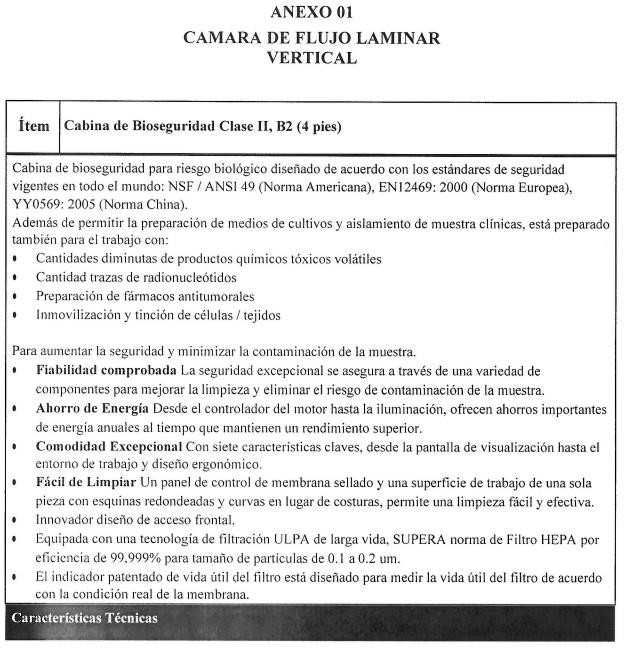 ANEXO 01
CAMARA DE FLUJO LAMINAR
VERTICAL
Ítem Cabina de Bioseguridad Clase II, B2 (4 pies)
Cabina de bioseguridad para riesgo biológico diseñado de acuerdo con los estándares de seguridad
vigentes en todo el mundo: NSF / ANSI 49 (Norma Americana), EN12469: 2000 (Norma Europea),
YY0569: 2005 (Norma China).
Además de permitir la preparación de medios de cultivos y aislamiento de muestra clínicas, está preparado
también para el trabajo con:
• Cantidades diminutas de productos químicos tóxicos volátiles
• Cantidad trazas de radionucleótidos
• Preparación de fármacos antitumorales
• Inmovilización y tinción de células / tejidos
Para aumentar la seguridad y minimizar la contaminación de la muestra.
• Fiabilidad comprobada La seguridad excepcional se asegura a través de una variedad de
componentes para mejorar la limpieza y eliminar el riesgo de contaminación de la muestra.
• Ahorro de Energía Desde el controlador del motor hasta la iluminación, ofrecen ahorros importantes
de energía anuales al tiempo que mantienen un rendimiento superior.
• Comodidad Excepcional Con siete características claves, desde la pantalla de visualización hasta el
entorno de trabajo y diseño ergonómico.
• Fácil de Limpiar Un panel de control de membrana sellado y una superficie de trabajo de una sola
pieza con esquinas redondeadas y curvas en lugar de costuras, permite una limpieza fácil y efectiva.
• Innovador diseño de acceso frontal.
• Equipada con una tecnología de filtración ULPA de larga vida, SUPERA norma de Filtro HEPA por
eficiencia de 99,999% para tamaño de partículas de 0.1 a 0.2 um.
• El indicador patentado de vida útil del filtro está diseñado para medir la vida útil del filtro de acuerdo
con la condición real de la membrana.
Características Técnicas